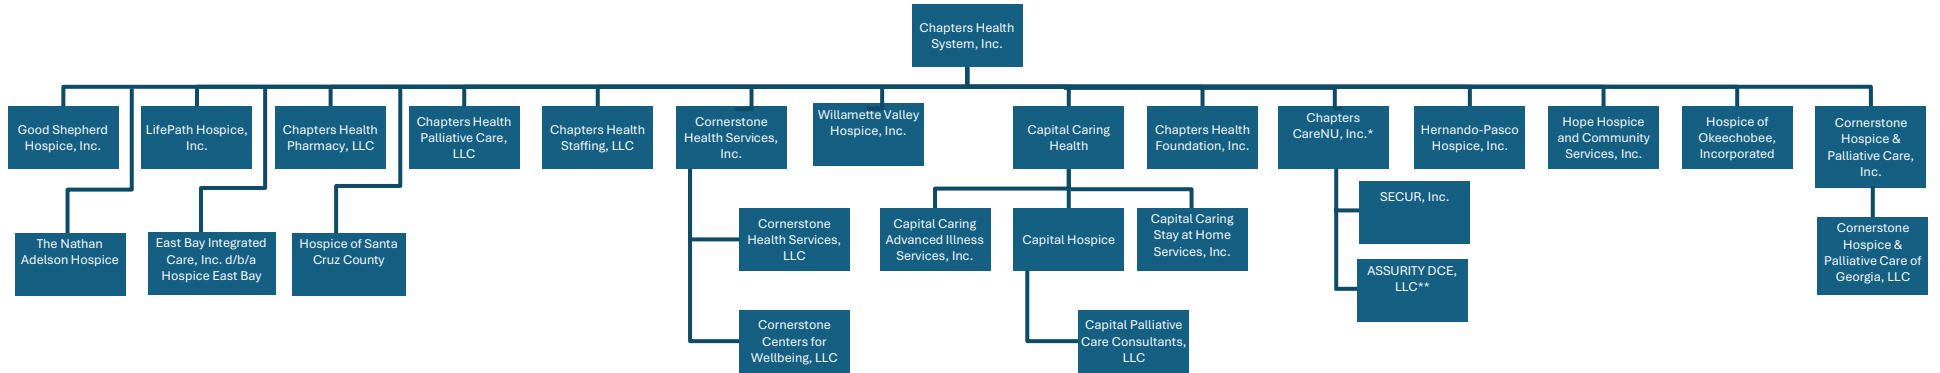 Chapters Health
System, Inc.
Good Shepherd
Hospice, Inc.
LifePath Hospice,
Inc.
Chapters Health
Pharmacy, LLC
Chapters Health
Palliative Care,
LLC
Chapters Health
Staffing, LLC
Cornerstone
Health Services,
Inc.
Willamette Valley
Hospice, Inc.
Capital Caring
Health
Chapters Health
Foundation, Inc.
Chapters
CareNU, Inc.*
Hernando-Pasco
Hospice, Inc.
Hope Hospice
and Community
Services, Inc.
Hospice of
Okeechobee,
Incorporated
Cornerstone
Hospice &
Palliative Care,
Inc.
The Nathan
Adelson Hospice
East Bay Integrated
Care, Inc. d/b/a
Hospice East Bay
Hospice of Santa
Cruz County
Cornerstone
Health Services,
LLC
Capital Caring
Advanced Illness
Services, Inc.
Capital Hospice
Capital Caring
Stay at Home
Services, Inc.
SECUR, Inc.
ASSURITY DCE,
LLC**
Cornerstone
Hospice &
Palliative Care of
Georgia, LLC
Cornerstone
Centers for
Wellbeing, LLC
Capital Palliative
Care Consultants,
LLC